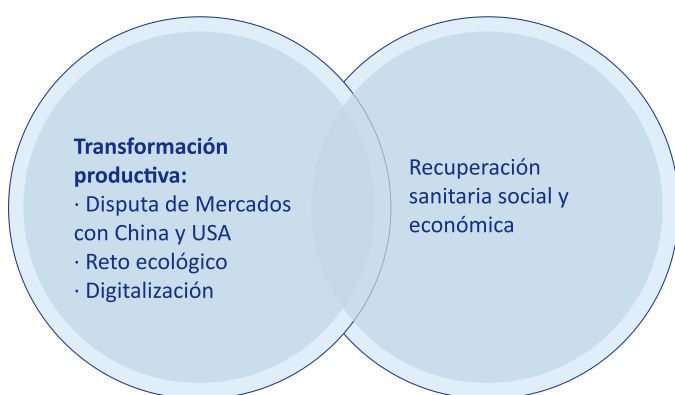 Transformación
productiva:
· Disputa de Mercados
con China y USA
· Reto ecológico
· Digitalización
Recuperación
sanitaria social y
económica